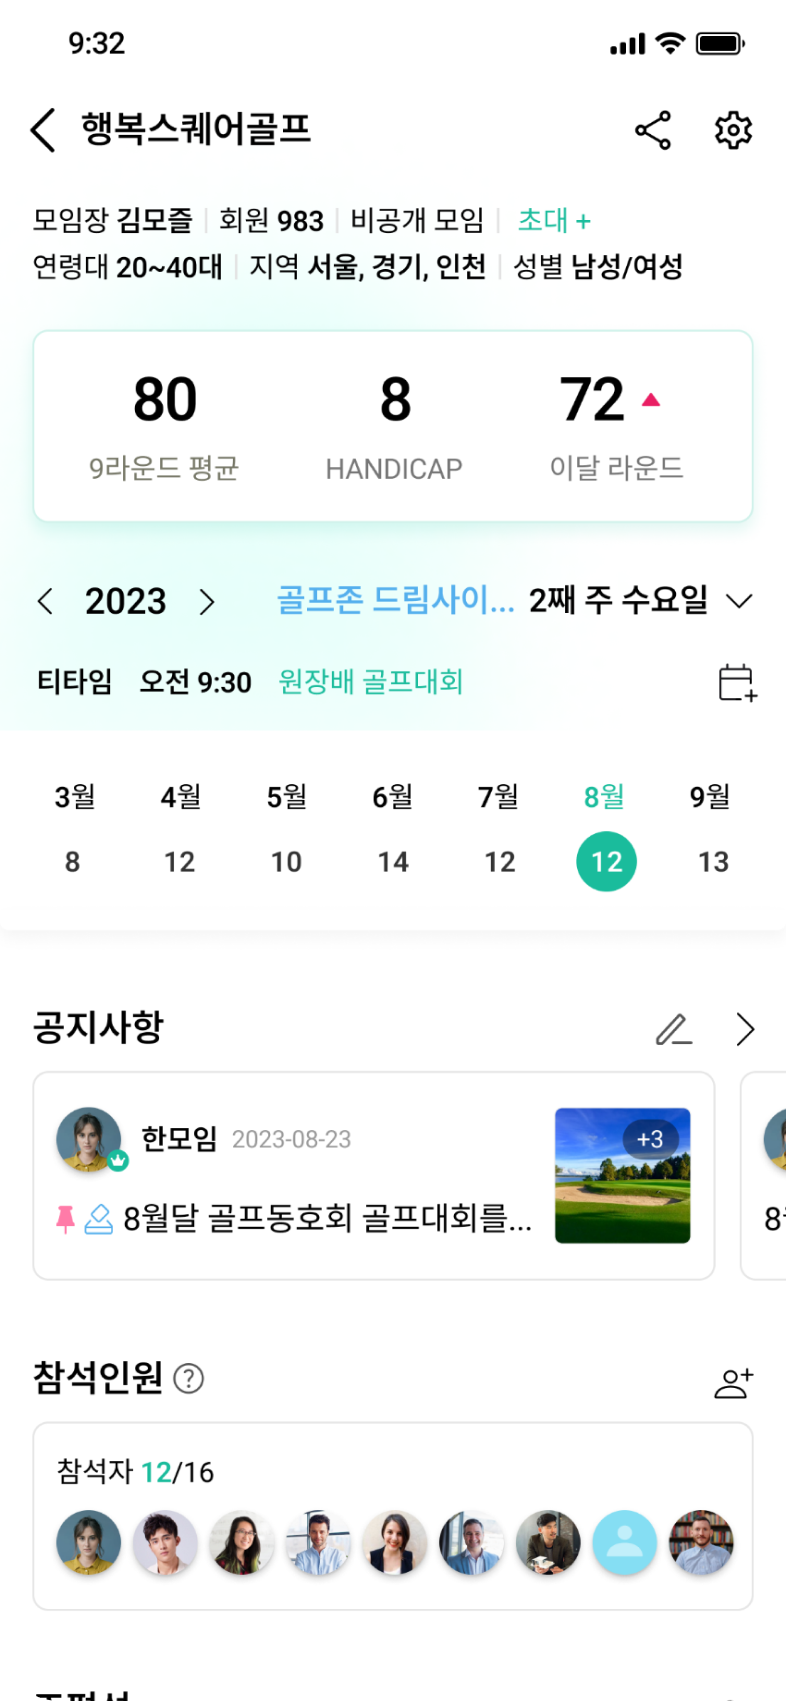 9:32
행복스퀘어골프
모임장 김모즐 회원 983 비공개 모임 초대 +
연령대 20~40대 지역 서울, 경기, 인천 성별 남성/여성
80 8 72
9라운드 평균 HANDICAP 이달 라운드
2023 골프존 드림사이... 2째 주 수요일
티타임 오전 9:30 원장배 골프대회
3월 4월 5월 6월 7월 8월 9월
8 12 10 14 12 12 13
공지사항
한모임 2023-08-23 +3
8월달 골프동호회 골프대회를...
참석인원 ?
참석자 12/16